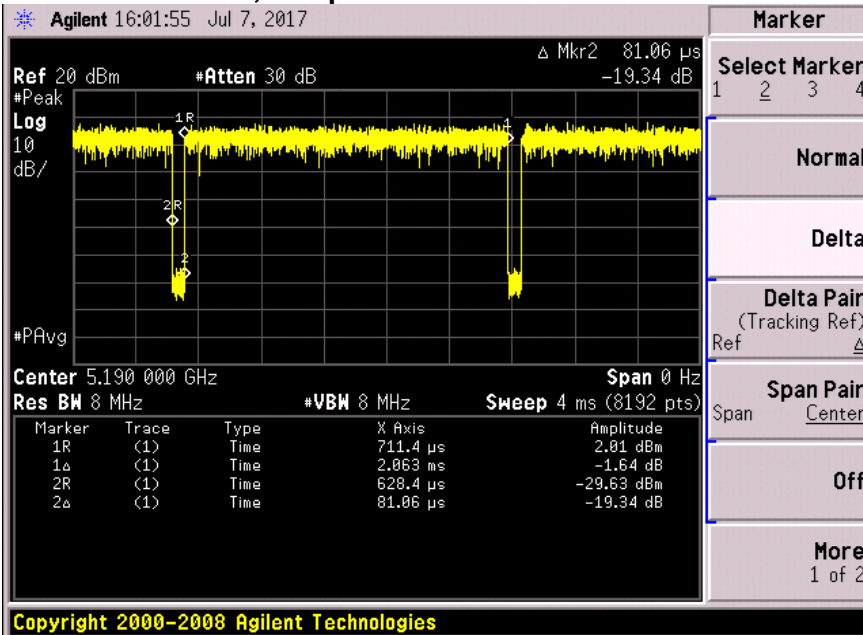 Agilent 16:01:55 Jul 7, 2017
Marker
Δ Mkr2 81.06 µs
Ref 20 dBm #Atten 30 dB -19.34 dB
#Peak
Log
10
dB/
1R
1
2R
2
#PAvg
Center 5.190 000 GHz Span 0 Hz
Res BW 8 MHz #VBW 8 MHz Sweep 4 ms (8192 pts)
Marker Trace Type X Axis Amplitude
1R (1) Time 711.4 µs 2.01 dBm
1Δ (1) Time 2.063 ms -1.64 dB
2R (1) Time 628.4 µs -29.63 dBm
2Δ (1) Time 81.06 µs -19.34 dB
Select Marker
1 2 3 4
Normal
Delta
Delta Pair
(Tracking Ref)
Ref Δ
Span Pair
Span Center
Off
More
1 of 2
Copyright 2000-2008 Agilent Technologies